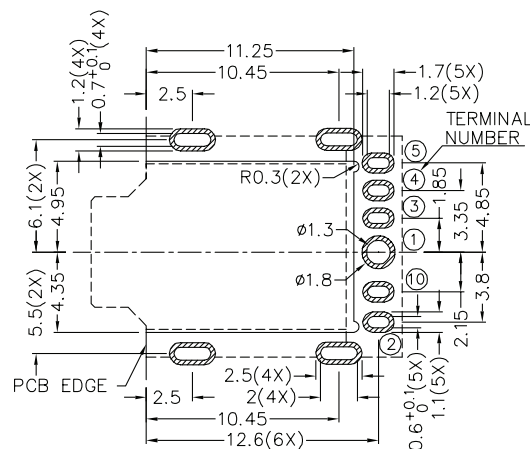 11.25
10.45
1.7(5X)
1.2(5X)
2.5
1.2(4X)
0.7+0.1 0(4X)
TERMINAL NUMBER
R0.3(2X)
5
4
3
1
10
2
1.85
3.35
4.85
6.1(2X)
4.95
ø1.3
ø1.8
5.5(2X)
4.35
3.8
2.15
PCB EDGE
2.5(4X)
2(4X)
2.5
10.45
12.6(6X)
0.6+0.1 0(5X)
1.1(5X)